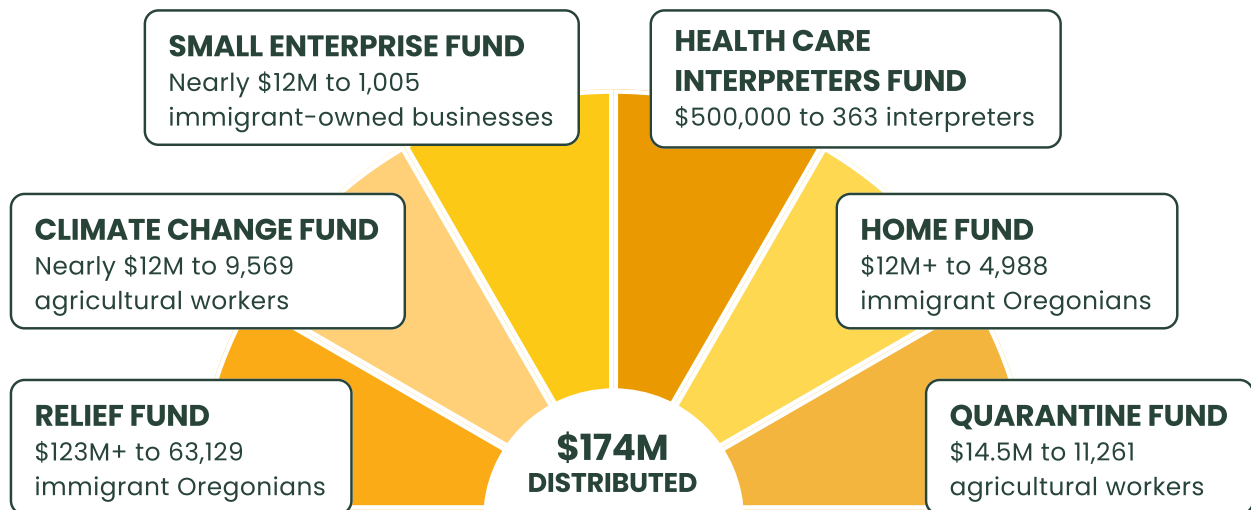 SMALL ENTERPRISE FUND
Nearly $12M to 1,005
immigrant-owned businesses
HEALTH CARE
INTERPRETERS FUND
$500,000 to 363 interpreters
CLIMATE CHANGE FUND
Nearly $12M to 9,569
agricultural workers
HOME FUND
$12M+ to 4,988
immigrant Oregonians
RELIEF FUND
$123M+ to 63,129
immigrant Oregonians
$174M
DISTRIBUTED
QUARANTINE FUND
$14.5M to 11,261
agricultural workers